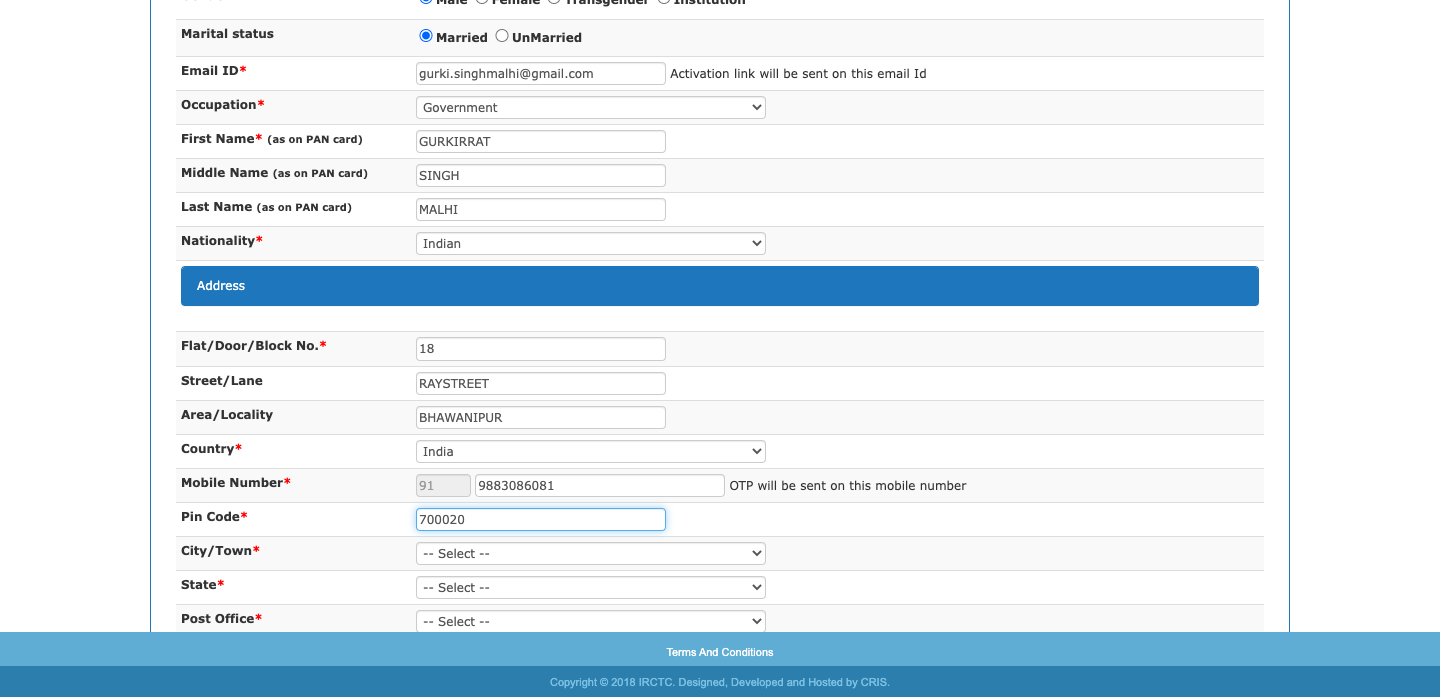 Male Female Transgender Institution
Marital status Married UnMarried
Email ID* gurki.singhmalhi@gmail.com Activation link will be sent on this email Id
Occupation* Government
First Name* (as on PAN card) GURKIRRAT
Middle Name (as on PAN card) SINGH
Last Name (as on PAN card) MALHI
Nationality* Indian
Address
Flat/Door/Block No.* 18
Street/Lane RAYSTREET
Area/Locality BHAWANIPUR
Country* India
Mobile Number* 91 9883086081 OTP will be sent on this mobile number
Pin Code* 700020
City/Town* -- Select --
State* -- Select --
Post Office* -- Select --
Terms And Conditions
Copyright © 2018 IRCTC. Designed, Developed and Hosted by CRIS.